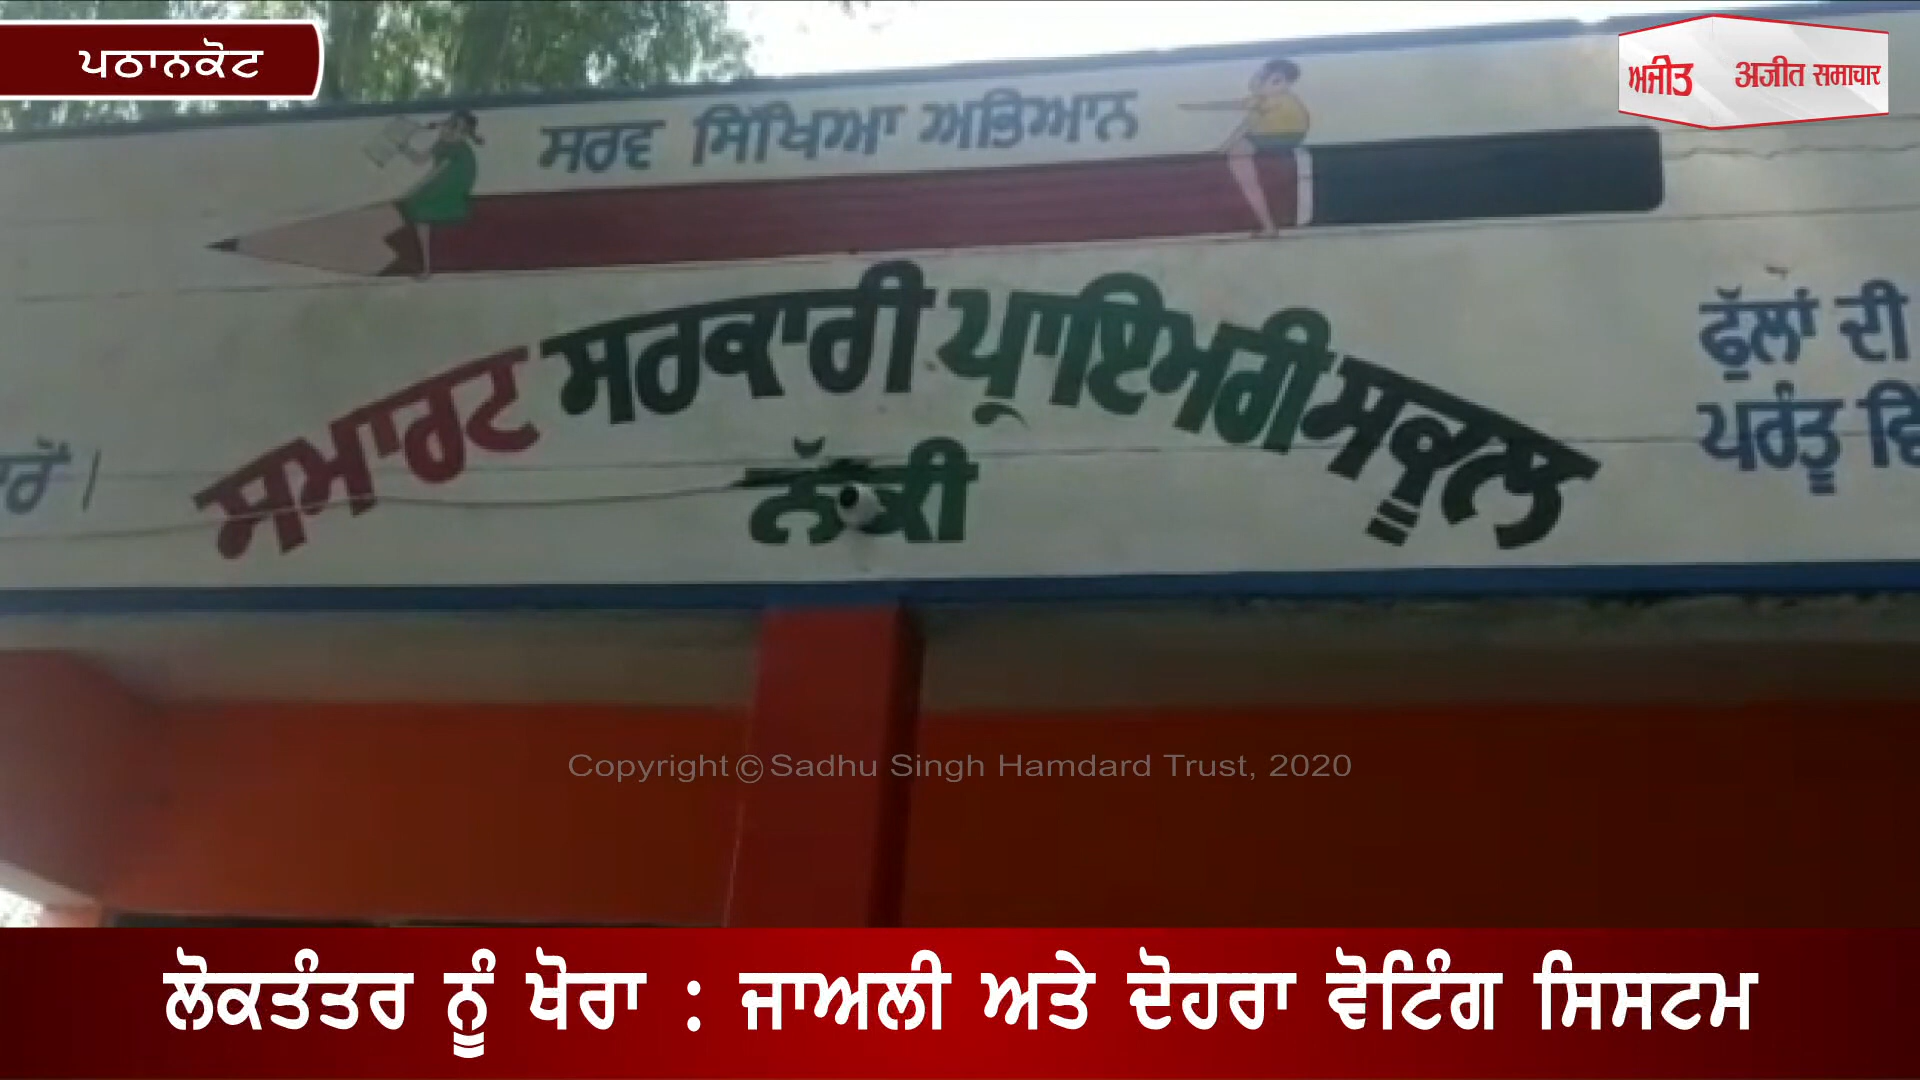 ਪਠਾਨਕੋਟ
ਅਜੀਤ अजीत समाचार
ਸਰਵ ਸਿੱਖਿਆ ਅਭਿਆਨ
ਸਮਾਰਟ ਸਰਕਾਰੀ ਪ੍ਰਾਇਮਰੀ ਸਕੂਲ
ਨੱਕੀ
ਫੁੱਲਾਂ ਦੀ
ਪਰੰਤੂ
Copyright © Sadhu Singh Hamdard Trust, 2020
ਲੋਕਤੰਤਰ ਨੂੰ ਖੋਰਾ : ਜਾਅਲੀ ਅਤੇ ਦੋਹਰਾ ਵੋਟਿੰਗ ਸਿਸਟਮ